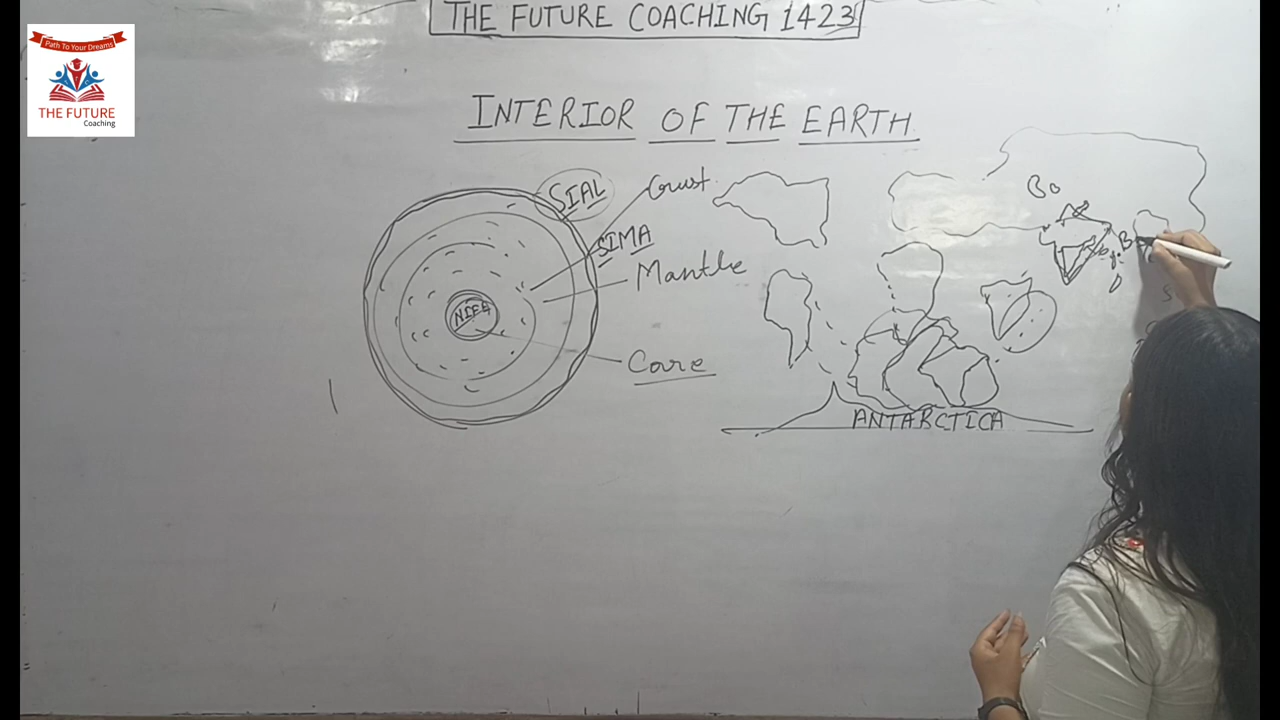 THE FUTURE COACHING 1423
Path To Your Dreams
THE FUTURE
Coaching
INTERIOR OF THE EARTH
SIAL
Crust
SIMA
Mantle
NIFE
Core
ANTARCTICA